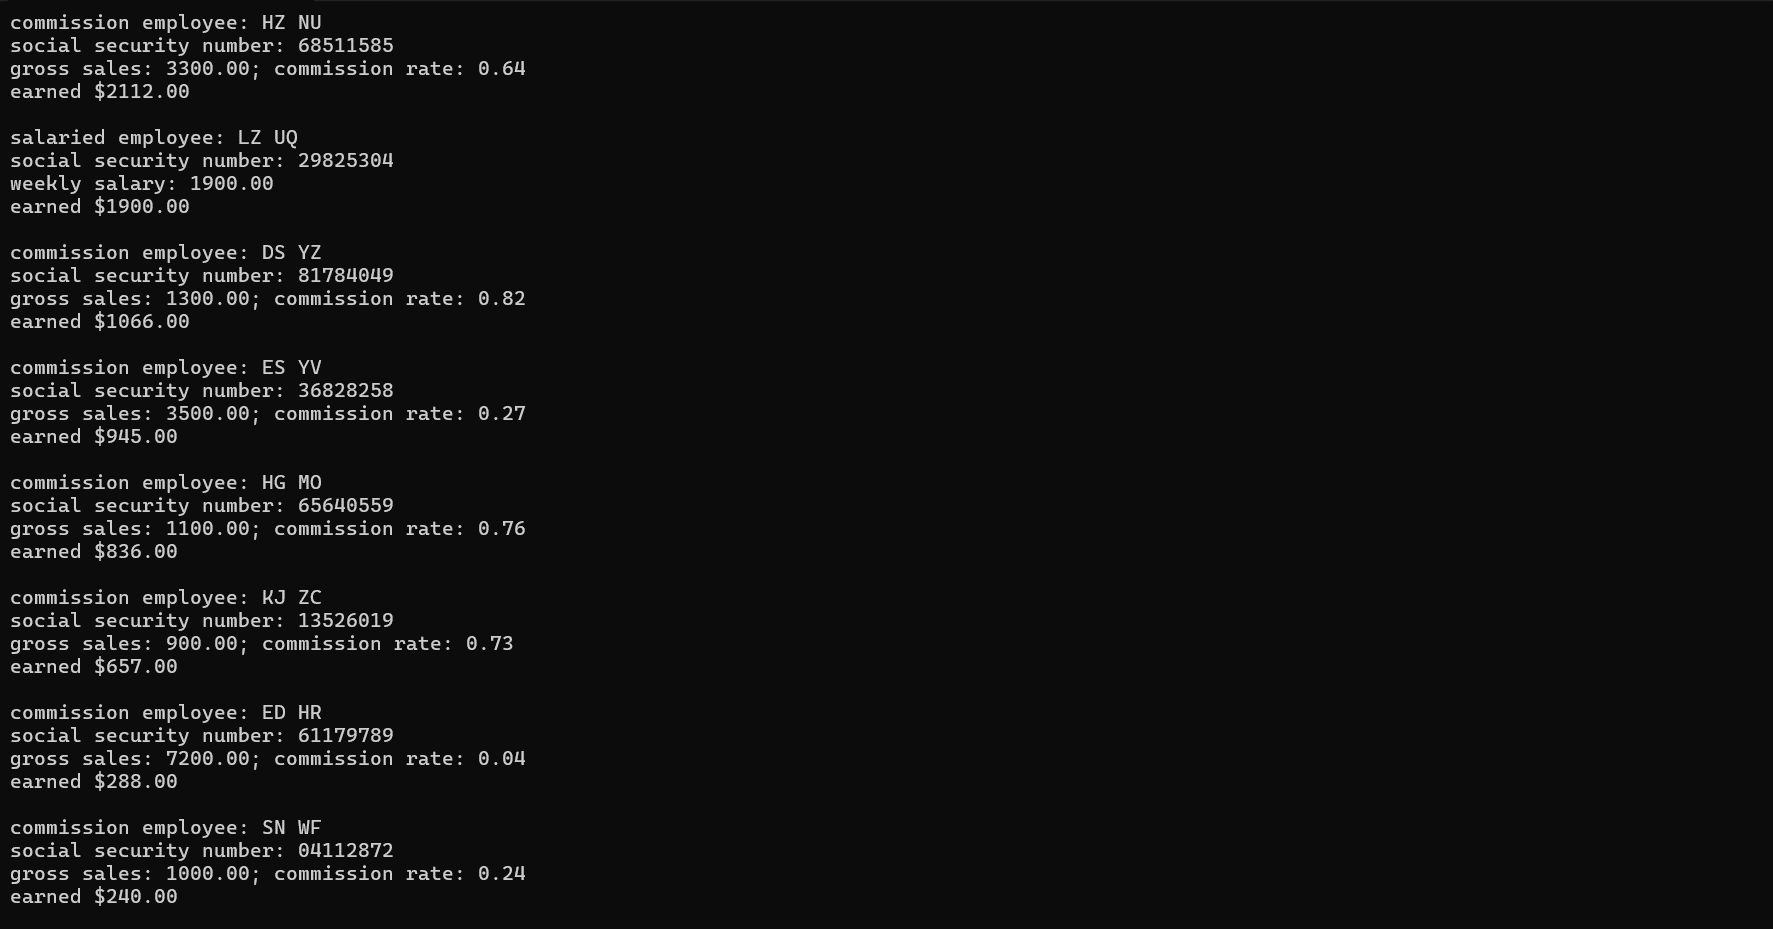 commission employee: HZ NU
social security number: 68511585
gross sales: 3300.00; commission rate: 0.64
earned $2112.00

salaried employee: LZ UQ
social security number: 29825304
weekly salary: 1900.00
earned $1900.00

commission employee: DS YZ
social security number: 81784049
gross sales: 1300.00; commission rate: 0.82
earned $1066.00

commission employee: ES YV
social security number: 36828258
gross sales: 3500.00; commission rate: 0.27
earned $945.00

commission employee: HG MO
social security number: 65640559
gross sales: 1100.00; commission rate: 0.76
earned $836.00

commission employee: KJ ZC
social security number: 13526019
gross sales: 900.00; commission rate: 0.73
earned $657.00

commission employee: ED HR
social security number: 61179789
gross sales: 7200.00; commission rate: 0.04
earned $288.00

commission employee: SN WF
social security number: 04112872
gross sales: 1000.00; commission rate: 0.24
earned $240.00